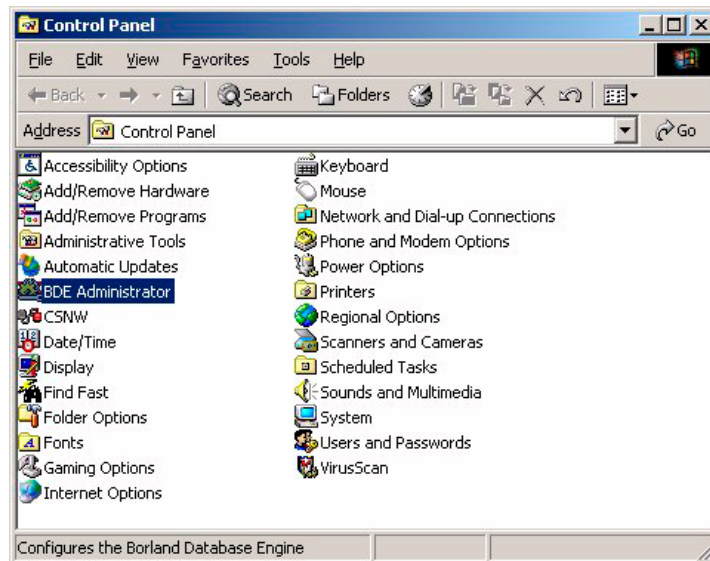 Control Panel
File Edit View Favorites Tools Help
Back Search Folders
Address Control Panel Go
Accessibility Options
Add/Remove Hardware
Add/Remove Programs
Administrative Tools
Automatic Updates
BDE Administrator
CSNW
Date/Time
Display
Find Fast
Folder Options
Fonts
Gaming Options
Internet Options
Keyboard
Mouse
Network and Dial-up Connections
Phone and Modem Options
Power Options
Printers
Regional Options
Scanners and Cameras
Scheduled Tasks
Sounds and Multimedia
System
Users and Passwords
VirusScan
Configures the Borland Database Engine